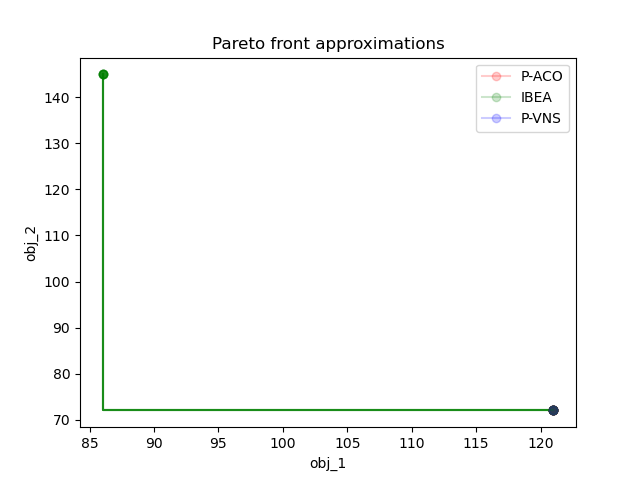 Pareto front approximations
P-ACO
IBEA
P-VNS
140
130
120
110
100
90
80
70
obj_2
85 90 95 100 105 110 115 120
obj_1